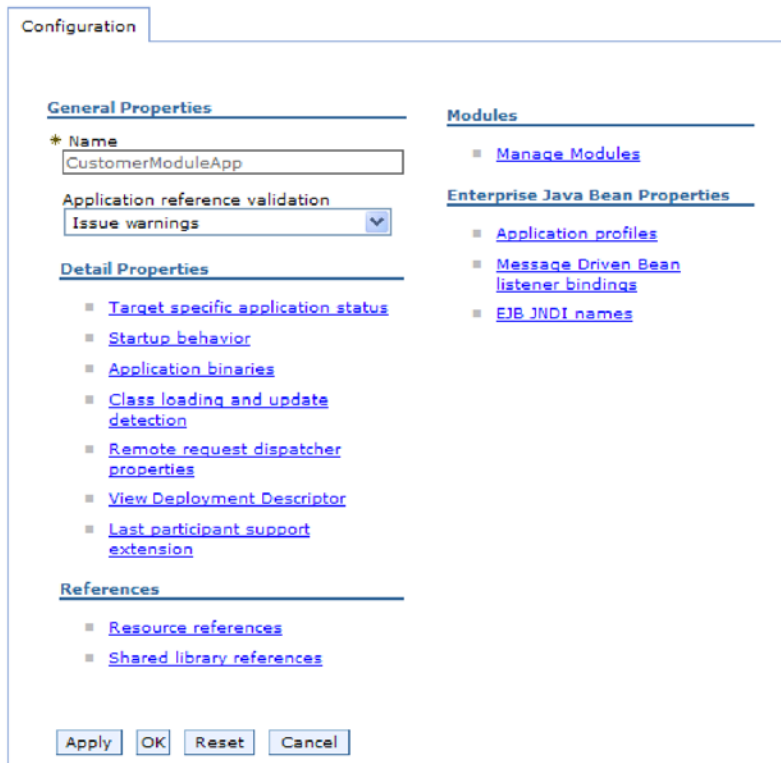 Configuration
General Properties
* Name
CustomerModuleApp
Application reference validation
Issue warnings
Detail Properties
Target specific application status
Startup behavior
Application binaries
Class loading and update
detection
Remote request dispatcher
properties
View Deployment Descriptor
Last participant support
extension
References
Resource references
Shared library references
Modules
Manage Modules
Enterprise Java Bean Properties
Application profiles
Message Driven Bean
listener bindings
EJB JNDI names
Apply OK Reset Cancel